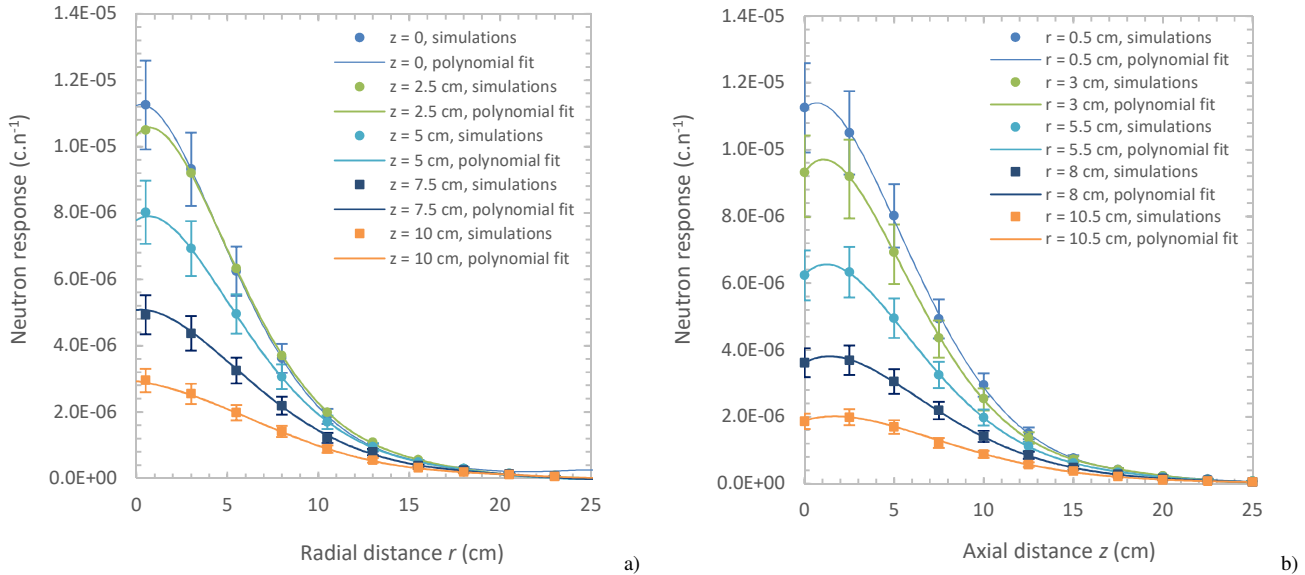 1.4E-05
1.2E-05
1.0E-05
8.0E-06
6.0E-06
4.0E-06
2.0E-06
0.0E+00
Neutron response (c.n-1)
z = 0, simulations
z = 0, polynomial fit
z = 2.5 cm, simulations
z = 2.5 cm, polynomial fit
z = 5 cm, simulations
z = 5 cm, polynomial fit
z = 7.5 cm, simulations
z = 7.5 cm, polynomial fit
z = 10 cm, simulations
z = 10 cm, polynomial fit
0 5 10 15 20 25
Radial distance r (cm)
a)
1.4E-05
1.2E-05
1.0E-05
8.0E-06
6.0E-06
4.0E-06
2.0E-06
0.0E+00
Neutron response (c.n-1)
r = 0.5 cm, simulations
r = 0.5 cm, polynomial fit
r = 3 cm, simulations
r = 3 cm, polynomial fit
r = 5.5 cm, simulations
r = 5.5 cm, polynomial fit
r = 8 cm, simulations
r = 8 cm, polynomial fit
r = 10.5 cm, simulations
r = 10.5 cm, polynomial fit
0 5 10 15 20 25
Axial distance z (cm)
b)